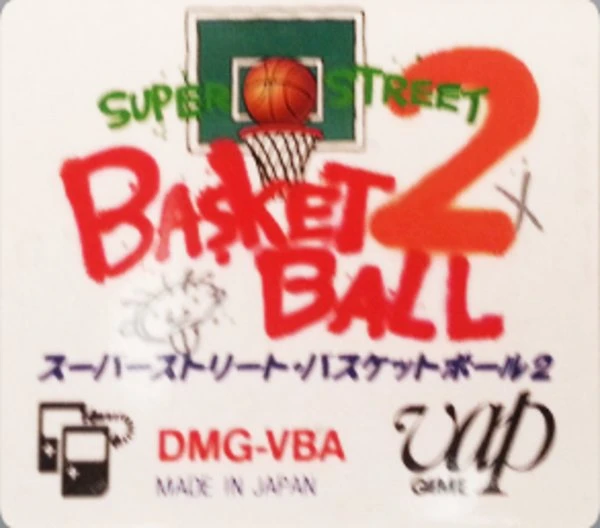 SUPER STREET
BASKET 2
BALL
スーパーストリート・バスケットボール2
DMG-VBA
MADE IN JAPAN
vap
GAME